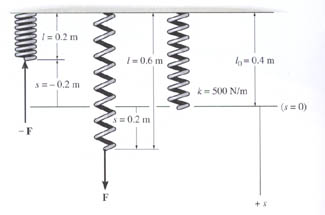 l = 0.2 m
s = – 0.2 m
– F
l = 0.6 m
s = 0.2 m
F
l₀ = 0.4 m
k = 500 N/m
(s = 0)
+ s